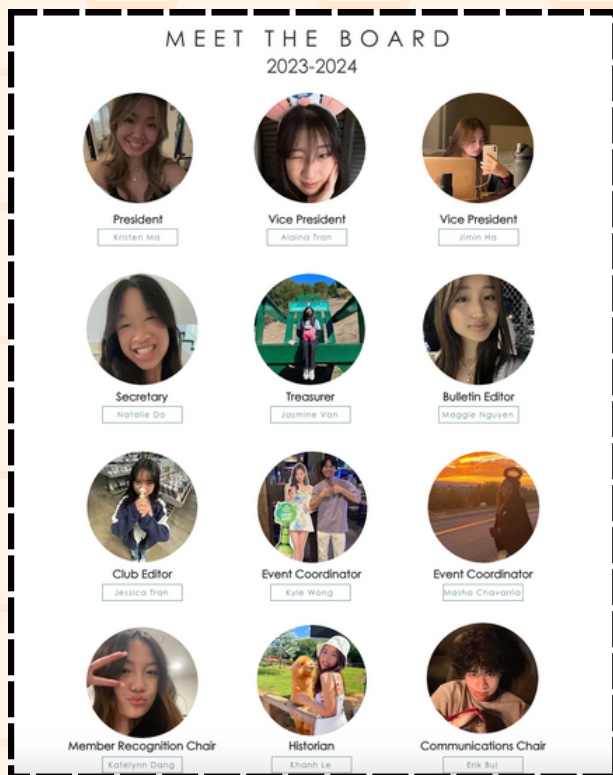 MEET THE BOARD
2023-2024
President
Kristen Ma
Vice President
Alaina Tran
Vice President
Jimin Ha
Secretary
Natalie Do
Treasurer
Jasmine Van
Bulletin Editor
Maggie Nguyen
Club Editor
Jessica Tran
Event Coordinator
Kyle Wong
Event Coordinator
Masha Chavarria
Member Recognition Chair
Katelynn Dang
Historian
Khanh Le
Communications Chair
Erik Bui